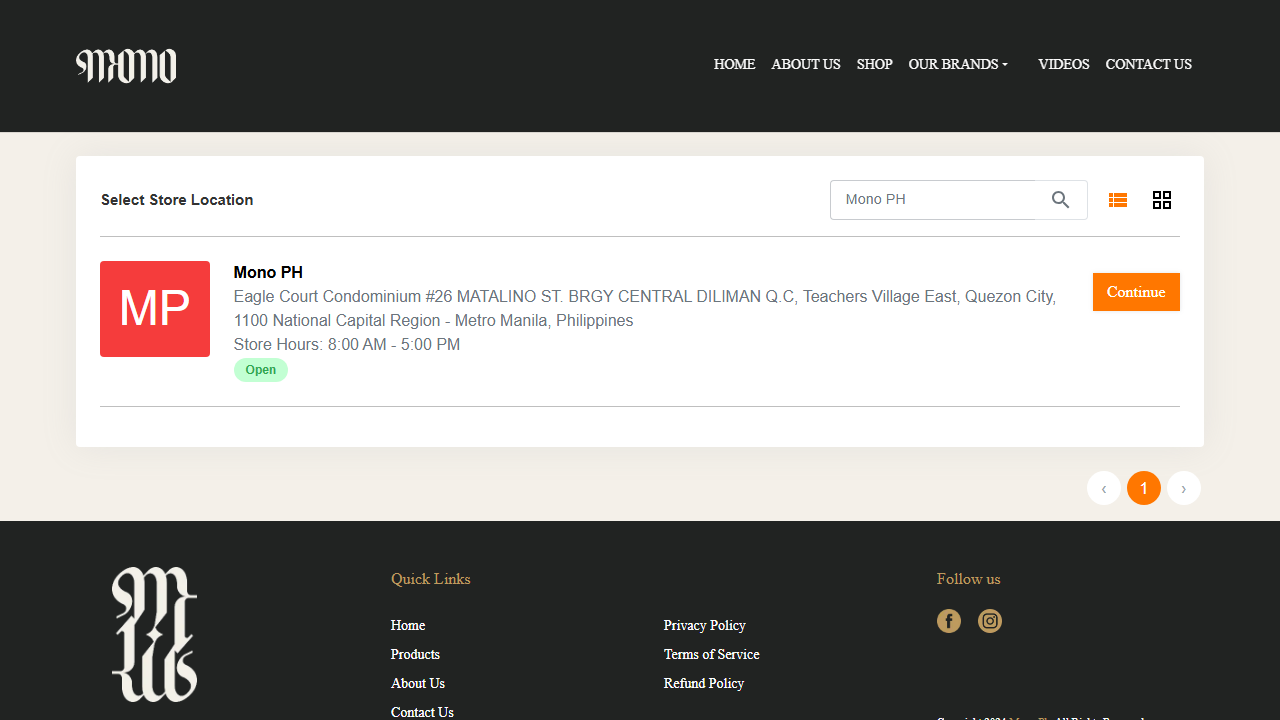 mono
HOME ABOUT US SHOP OUR BRANDS VIDEOS CONTACT US
Select Store Location
Mono PH
MP
Mono PH
Eagle Court Condominium #26 MATALINO ST. BRGY CENTRAL DILIMAN Q.C, Teachers Village East, Quezon City,
1100 National Capital Region - Metro Manila, Philippines
Store Hours: 8:00 AM - 5:00 PM
Open
Continue
‹ 1 ›
Quick Links
Home
Products
About Us
Contact Us
Privacy Policy
Terms of Service
Refund Policy
Follow us